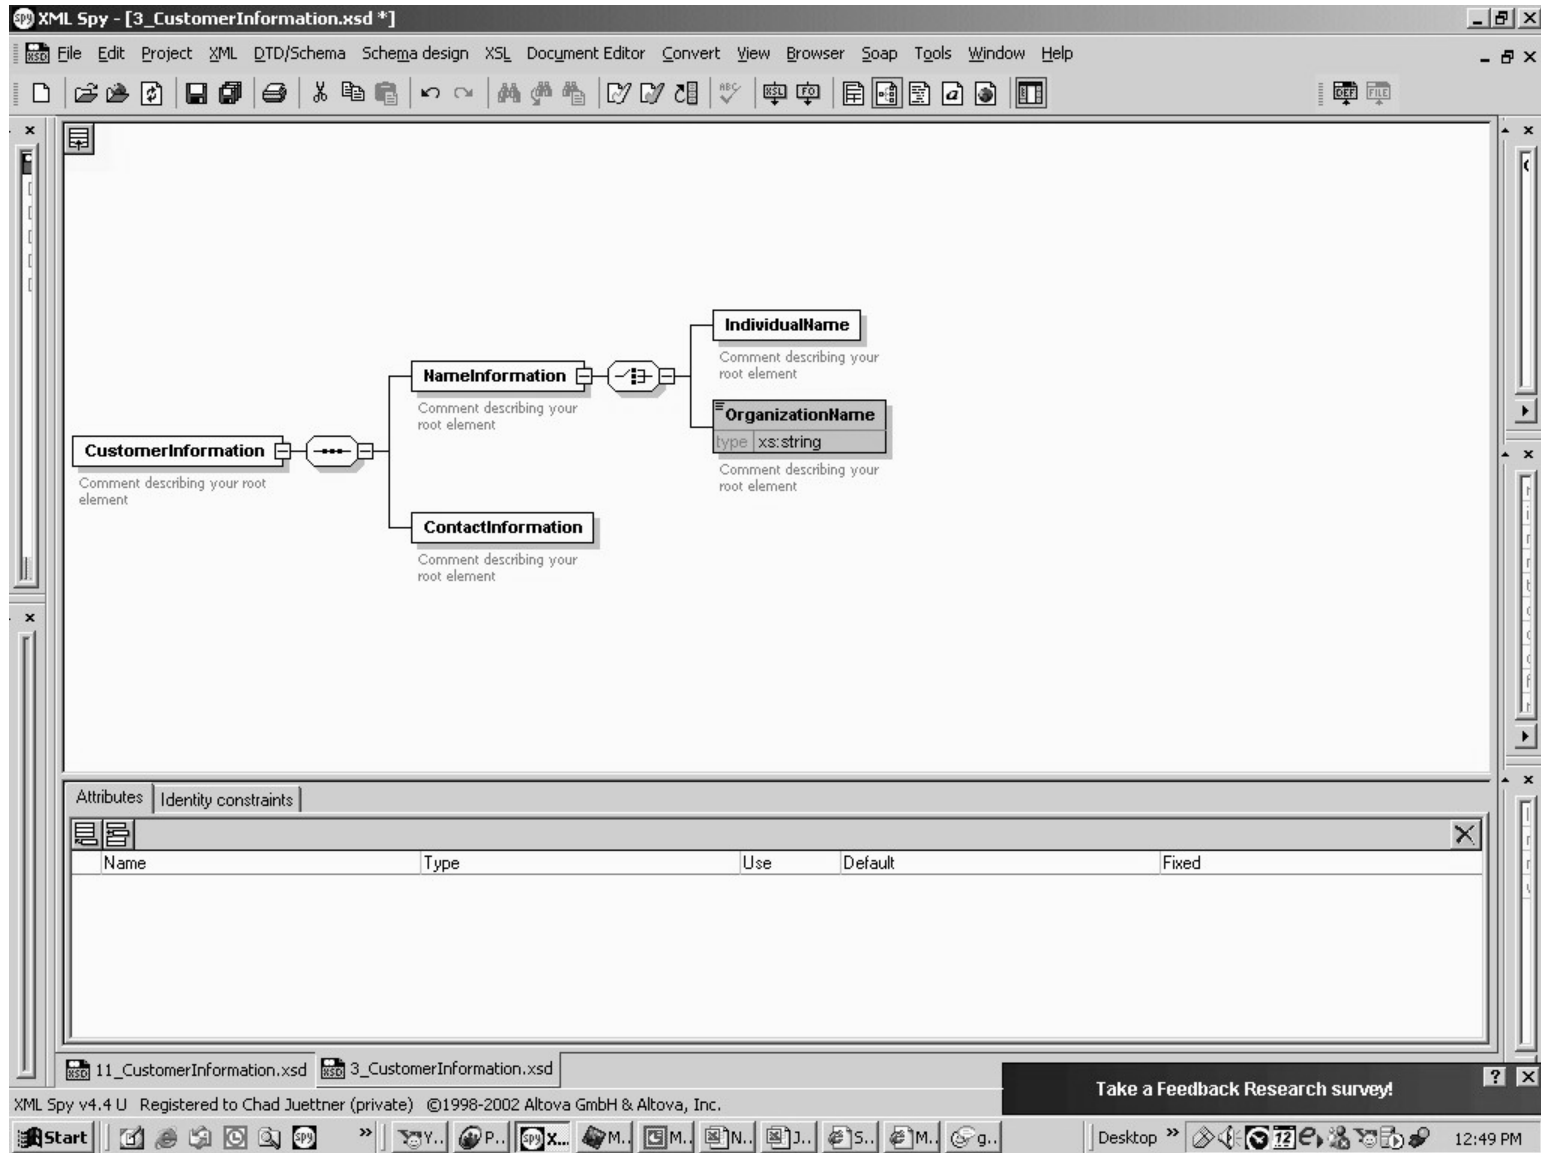 XML Spy - [3_CustomerInformation.xsd *]
File Edit Project XML DTD/Schema Schema design XSL Document Editor Convert View Browser Soap Tools Window Help
IndividualName
Comment describing your
root element
NameInformation
Comment describing your
root element
OrganizationName
type xs:string
Comment describing your
root element
CustomerInformation
Comment describing your root
element
ContactInformation
Comment describing your
root element
Attributes Identity constraints
Name Type Use Default Fixed
11_CustomerInformation.xsd 3_CustomerInformation.xsd
Take a Feedback Research survey!
XML Spy v4.4 U Registered to Chad Juettner (private) ©1998-2002 Altova GmbH & Altova, Inc.
Start Y.. P.. X... M.. M.. N.. J.. S.. M.. g.. Desktop » 12 12:49 PM